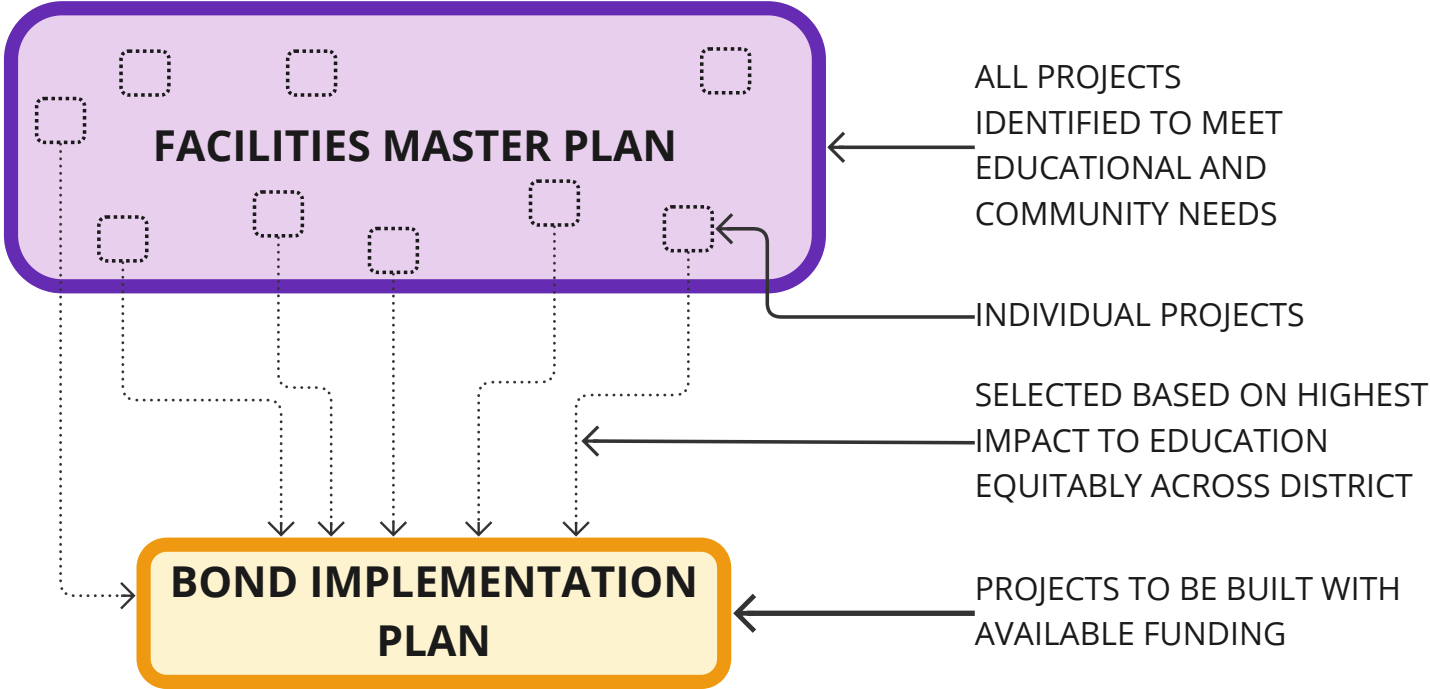 FACILITIES MASTER PLAN
ALL PROJECTS
IDENTIFIED TO MEET
EDUCATIONAL AND
COMMUNITY NEEDS
INDIVIDUAL PROJECTS
SELECTED BASED ON HIGHEST
IMPACT TO EDUCATION
EQUITABLY ACROSS DISTRICT
BOND IMPLEMENTATION
PLAN
PROJECTS TO BE BUILT WITH
AVAILABLE FUNDING